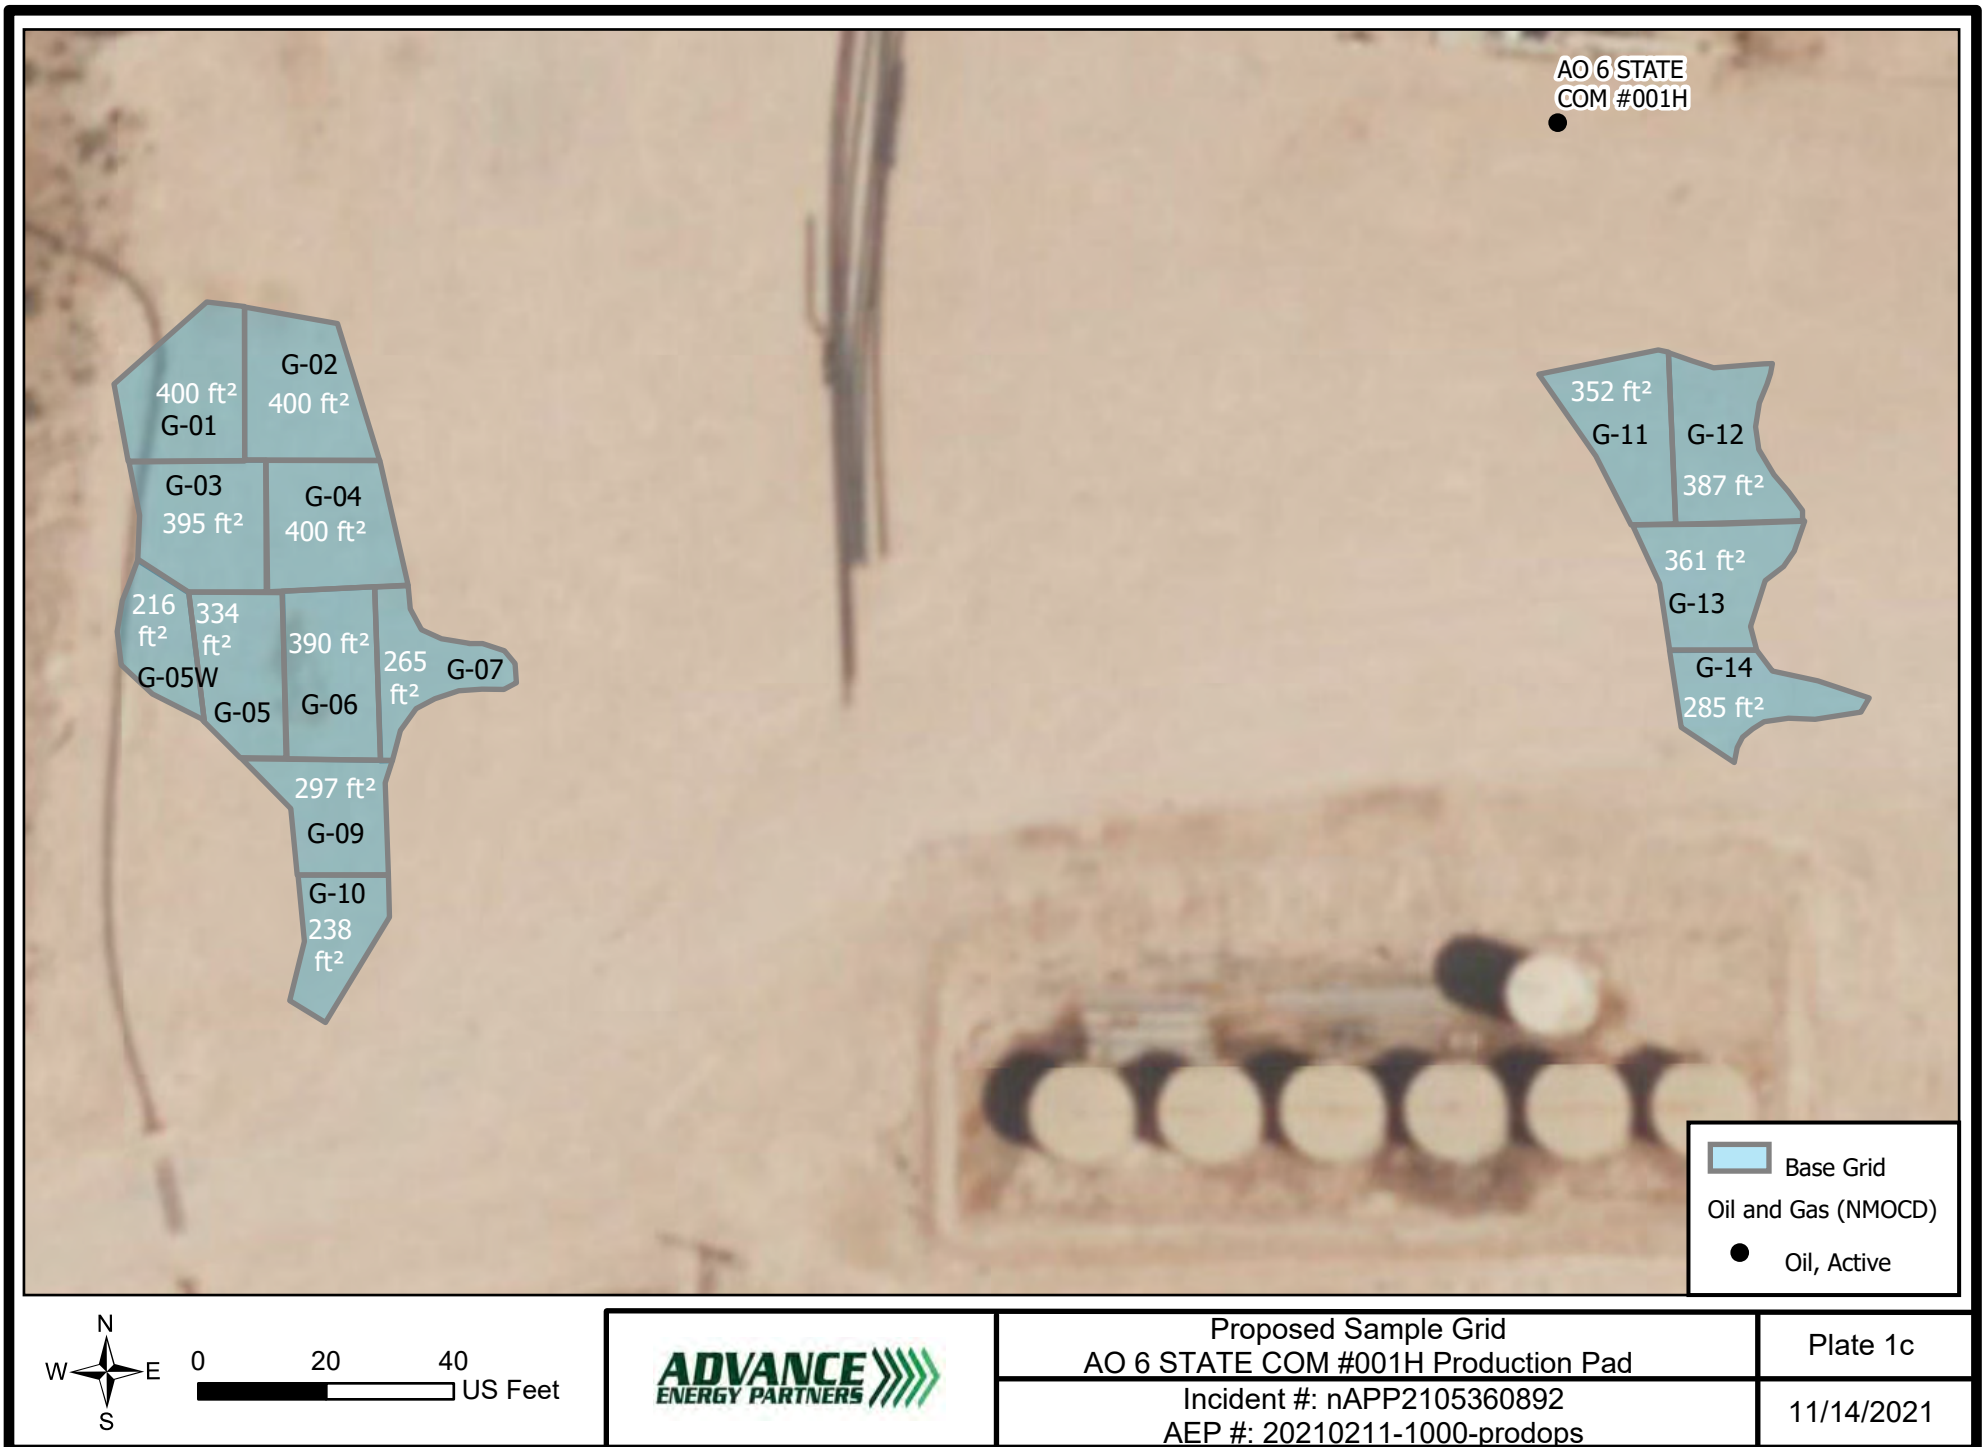 AO 6 STATE
COM #001H
G-02
400 ft²
400 ft²
G-01
G-03
395 ft²
G-04
400 ft²
216
ft²
G-05W
334
ft²
G-05
390 ft²
G-06
265
ft²
G-07
297 ft²
G-09
G-10
238
ft²
352 ft²
G-11
G-12
387 ft²
361 ft²
G-13
G-14
285 ft²
Base Grid
Oil and Gas (NMOCD)
Oil, Active
N
W
E
S
0 20 40
US Feet
ADVANCE
ENERGY PARTNERS
Proposed Sample Grid
AO 6 STATE COM #001H Production Pad
Incident #: nAPP2105360892
AEP #: 20210211-1000-prodops
Plate 1c
11/14/2021